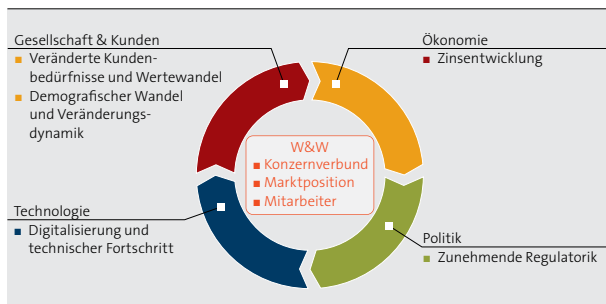 Gesellschaft & Kunden
Veränderte Kunden-
bedürfnisse und Wertewandel
Demografischer Wandel
und Veränderungs-
dynamik
Ökonomie
Zinsentwicklung
W&W
Konzernverbund
Marktposition
Mitarbeiter
Technologie
Digitalisierung und
technischer Fortschritt
Politik
Zunehmende Regulatorik